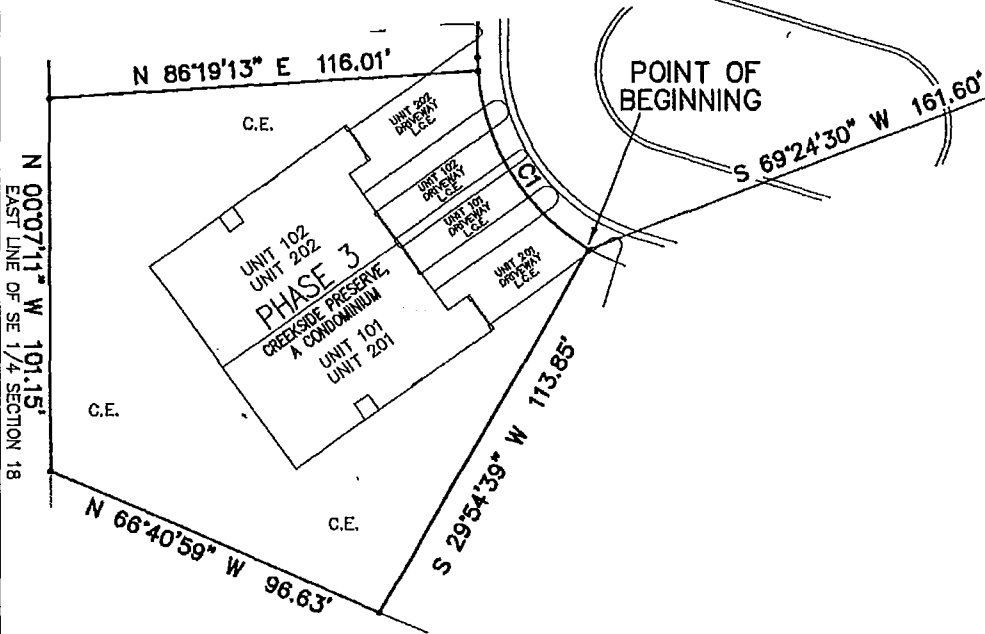 N 86°19'13" E 116.01'
POINT OF
BEGINNING
S 69°24'30" W 161.60'
C.E.
UNIT 202
DRIVEWAY
L.C.E.
UNIT 102
DRIVEWAY
L.C.E.
C1
UNIT 101
DRIVEWAY
L.C.E.
UNIT 201
DRIVEWAY
L.C.E.
N 00°07'11" W 101.15'
EAST LINE OF SE 1/4 SECTION 18
UNIT 102
UNIT 202
PHASE 3
CREEKSIDE PRESERVE,
A CONDOMINIUM
UNIT 101
UNIT 201
C.E.
S 29°54'39" W 113.85'
C.E.
N 66°40'59" W 96.63'